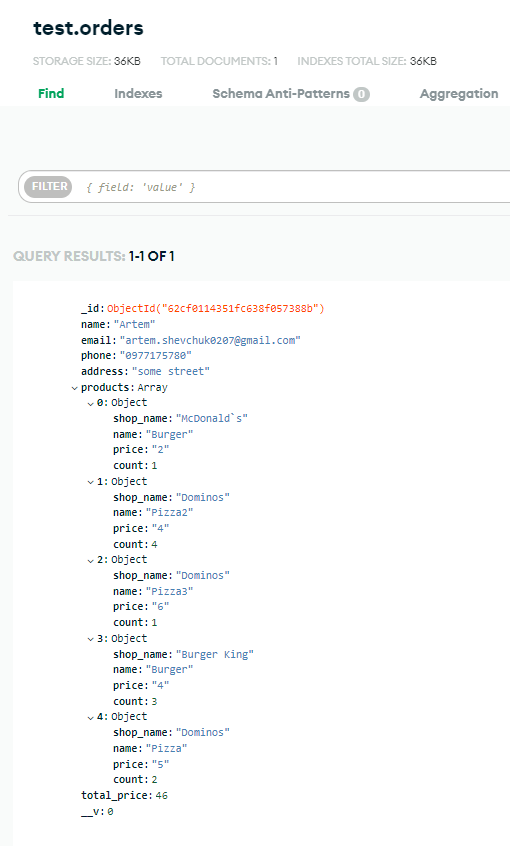 test.orders
STORAGE SIZE: 36KB TOTAL DOCUMENTS: 1 INDEXES TOTAL SIZE: 36KB
Find Indexes Schema Anti-Patterns 0 Aggregation
FILTER { field: 'value' }
QUERY RESULTS: 1-1 OF 1
_id: ObjectId("62cf0114351fc638f057388b")
name: "Artem"
email: "artem.shevchuk0207@gmail.com"
phone: "0977175780"
address: "some street"
products: Array
0: Object
shop_name: "McDonald`s"
name: "Burger"
price: "2"
count: 1
1: Object
shop_name: "Dominos"
name: "Pizza2"
price: "4"
count: 4
2: Object
shop_name: "Dominos"
name: "Pizza3"
price: "6"
count: 1
3: Object
shop_name: "Burger King"
name: "Burger"
price: "4"
count: 3
4: Object
shop_name: "Dominos"
name: "Pizza"
price: "5"
count: 2
total_price: 46
__v: 0